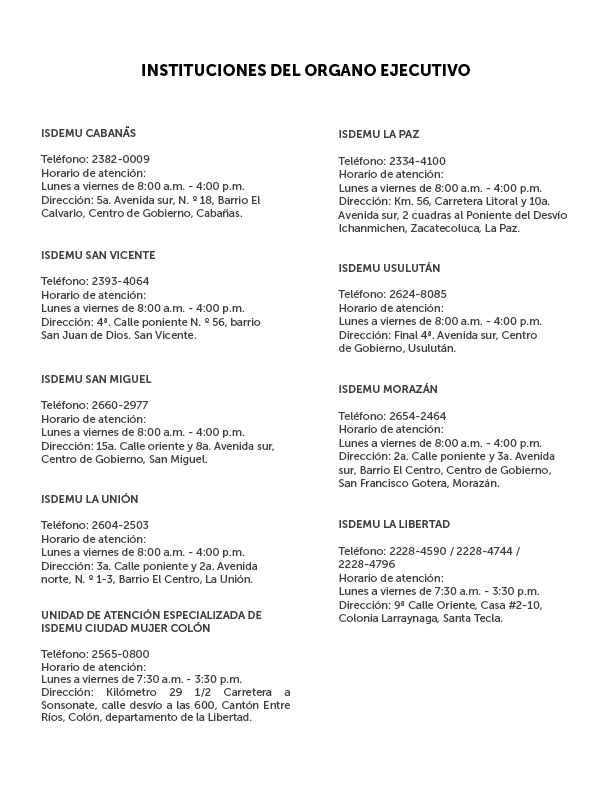 INSTITUCIONES DEL ORGANO EJECUTIVO
ISDEMU CABANÃS
Teléfono: 2382-0009
Horario de atención:
Lunes a viernes de 8:00 a.m. - 4:00 p.m.
Dirección: 5a. Avenida sur, N. º 18, Barrio El
Calvario, Centro de Gobierno, Cabañas.
ISDEMU SAN VICENTE
Teléfono: 2393-4064
Horario de atención:
Lunes a viernes de 8:00 a.m. - 4:00 p.m.
Dirección: 4ª. Calle poniente N. º 56, barrio
San Juan de Dios. San Vicente.
ISDEMU SAN MIGUEL
Teléfono: 2660-2977
Horario de atención:
Lunes a viernes de 8:00 a.m. - 4:00 p.m.
Dirección: 15a. Calle oriente y 8a. Avenida sur,
Centro de Gobierno, San Miguel.
ISDEMU LA UNIÓN
Teléfono: 2604-2503
Horario de atención:
Lunes a viernes de 8:00 a.m. - 4:00 p.m.
Dirección: 3a. Calle poniente y 2a. Avenida
norte, N. º 1-3, Barrio El Centro, La Unión.
UNIDAD DE ATENCIÓN ESPECIALIZADA DE
ISDEMU CIUDAD MUJER COLÓN
Teléfono: 2565-0800
Horario de atención:
Lunes a viernes de 7:30 a.m. - 3:30 p.m.
Dirección: Kilómetro 29 1/2 Carretera a
Sonsonate, calle desvío a las 600, Cantón Entre
Ríos, Colón, departamento de la Libertad.
ISDEMU LA PAZ
Teléfono: 2334-4100
Horario de atención:
Lunes a viernes de 8:00 a.m. - 4:00 p.m.
Dirección: Km. 56, Carretera Litoral y 10a.
Avenida sur, 2 cuadras al Poniente del Desvío
Ichanmichen, Zacatecoluca, La Paz.
ISDEMU USULUTÁN
Teléfono: 2624-8085
Horario de atención:
Lunes a viernes de 8:00 a.m. - 4:00 p.m.
Dirección: Final 4ª. Avenida sur, Centro
de Gobierno, Usulután.
ISDEMU MORAZÁN
Teléfono: 2654-2464
Horario de atención:
Lunes a viernes de 8:00 a.m. - 4:00 p.m.
Dirección: 2a. Calle poniente y 3a. Avenida
sur, Barrio El Centro, Centro de Gobierno,
San Francisco Gotera, Morazán.
ISDEMU LA LIBERTAD
Teléfono: 2228-4590 / 2228-4744 /
2228-4796
Horario de atención:
Lunes a viernes de 7:30 a.m. - 3:30 p.m.
Dirección: 9ª Calle Oriente, Casa #2-10,
Colonia Larraynaga, Santa Tecla.